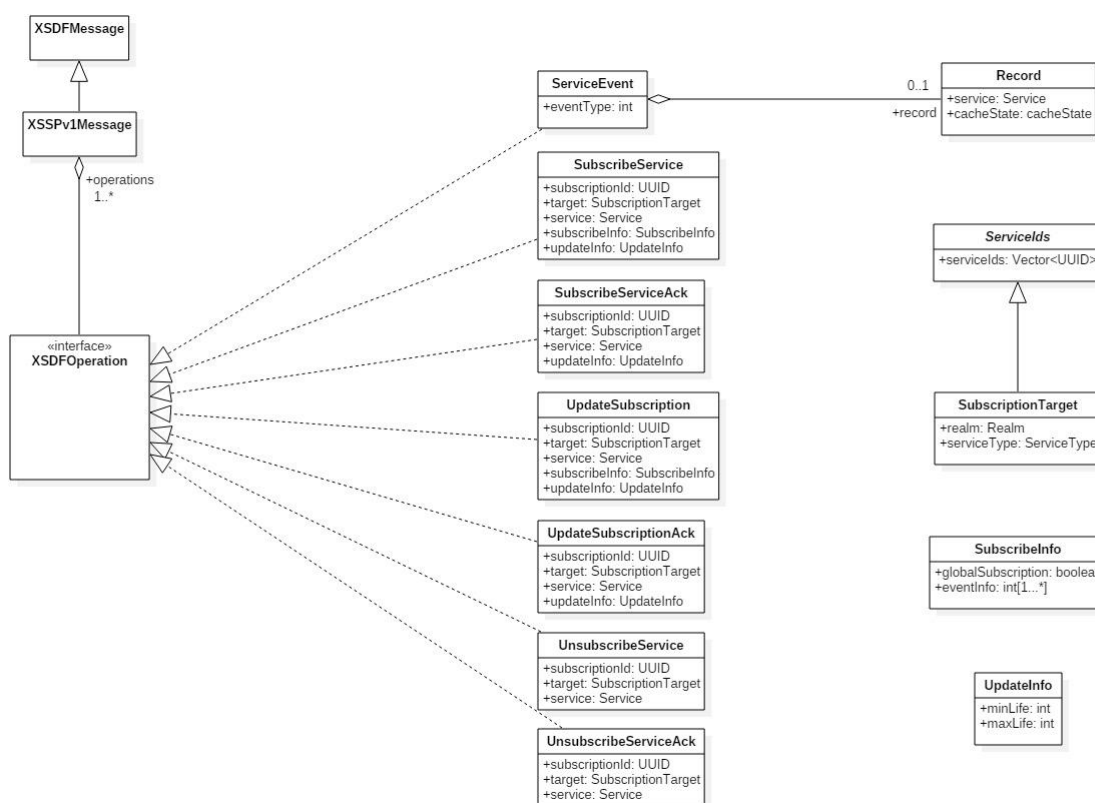 XSDFMessage
XSSPv1Message
+operations
1..*
«interface»
XSDFOperation
ServiceEvent
+eventType: int
0..1
+record
Record
+service: Service
+cacheState: cacheState
SubscribeService
+subscriptionId: UUID
+target: SubscriptionTarget
+service: Service
+subscribeInfo: SubscribeInfo
+updateInfo: UpdateInfo
SubscribeServiceAck
+subscriptionId: UUID
+target: SubscriptionTarget
+service: Service
+updateInfo: UpdateInfo
UpdateSubscription
+subscriptionId: UUID
+target: SubscriptionTarget
+service: Service
+subscribeInfo: SubscribeInfo
+updateInfo: UpdateInfo
UpdateSubscriptionAck
+subscriptionId: UUID
+target: SubscriptionTarget
+service: Service
+updateInfo: UpdateInfo
UnsubscribeService
+subscriptionId: UUID
+target: SubscriptionTarget
+service: Service
UnsubscribeServiceAck
+subscriptionId: UUID
+target: SubscriptionTarget
+service: Service
ServiceIds
+serviceIds: Vector<UUID>
SubscriptionTarget
+realm: Realm
+serviceType: ServiceType
SubscribeInfo
+globalSubscription: boolea
+eventInfo: int[1...*]
UpdateInfo
+minLife: int
+maxLife: int